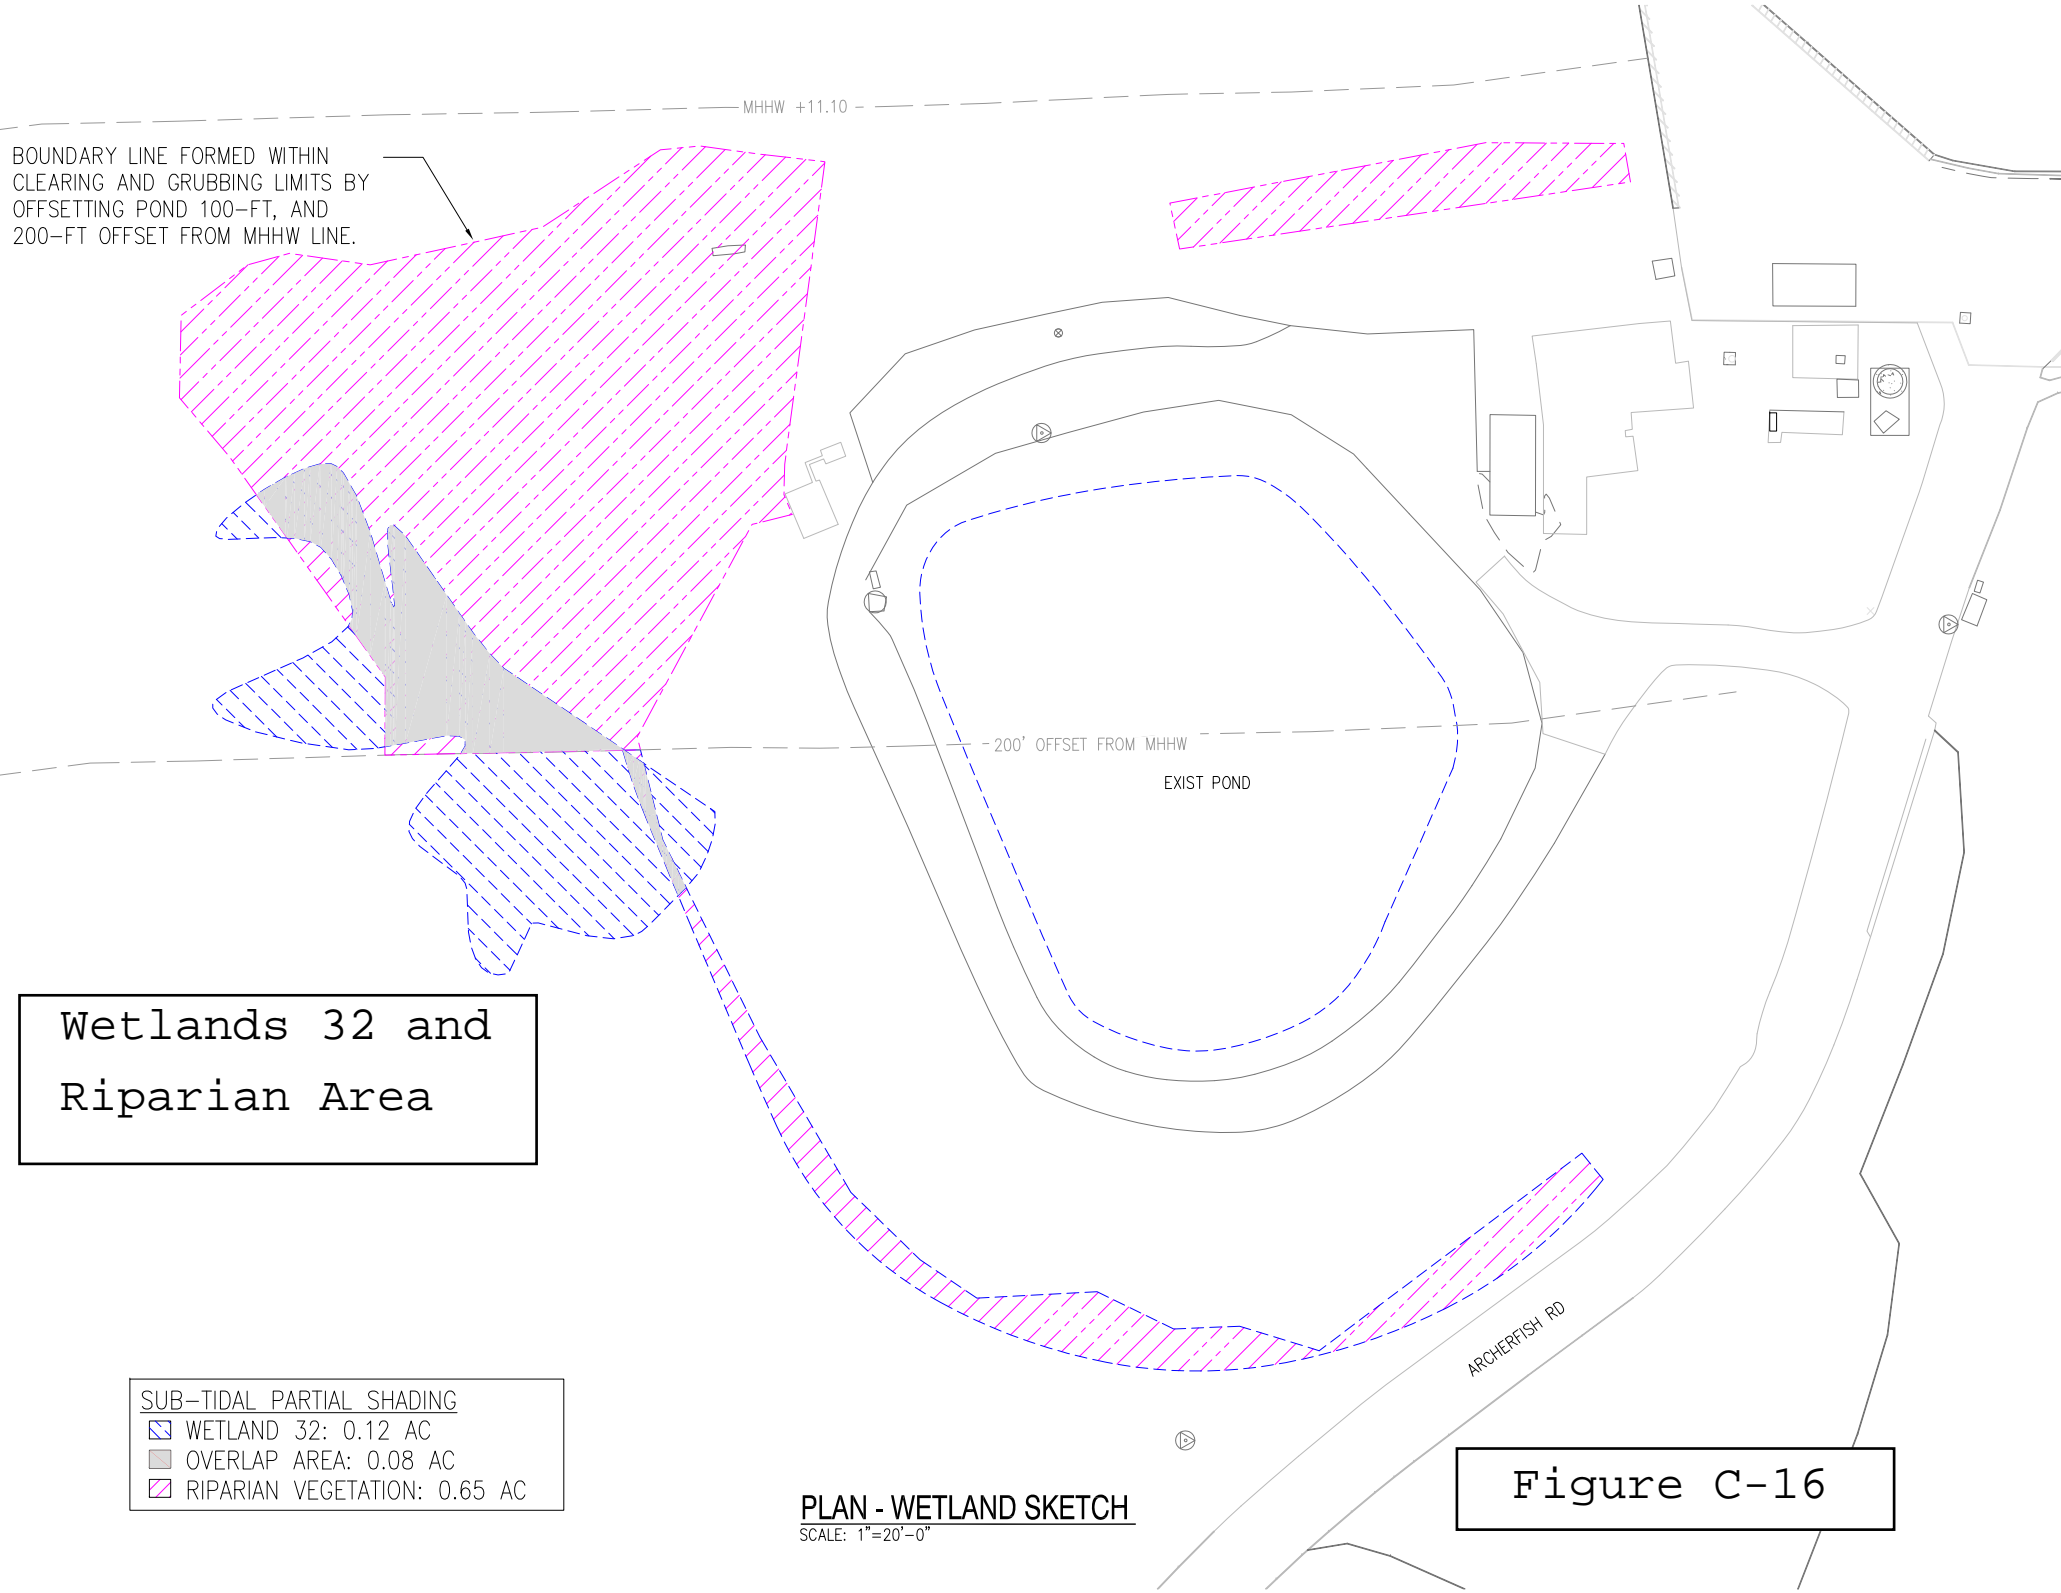 MHHW +11.10
BOUNDARY LINE FORMED WITHIN
CLEARING AND GRUBBING LIMITS BY
OFFSETTING POND 100-FT, AND
200-FT OFFSET FROM MHHW LINE.
200' OFFSET FROM MHHW
EXIST POND
Wetlands 32 and
Riparian Area
ARCHERFISH RD
SUB-TIDAL PARTIAL SHADING
WETLAND 32: 0.12 AC
OVERLAP AREA: 0.08 AC
RIPARIAN VEGETATION: 0.65 AC
PLAN - WETLAND SKETCH
SCALE: 1"=20'-0"
Figure C-16